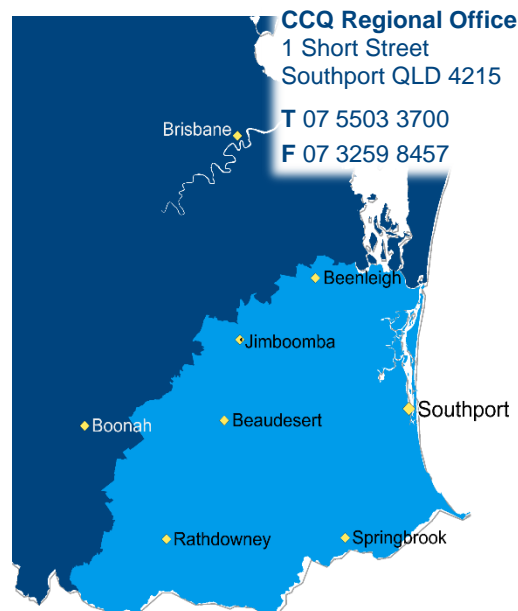 CCQ Regional Office
1 Short Street
Southport QLD 4215
T 07 5503 3700
F 07 3259 8457
Brisbane
Beenleigh
Jimboomba
Southport
Beaudesert
Boonah
Rathdowney
Springbrook